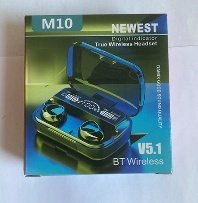 M10
NEWEST
Digital indicator
True Wireless Headset
V5.1
BT Wireless